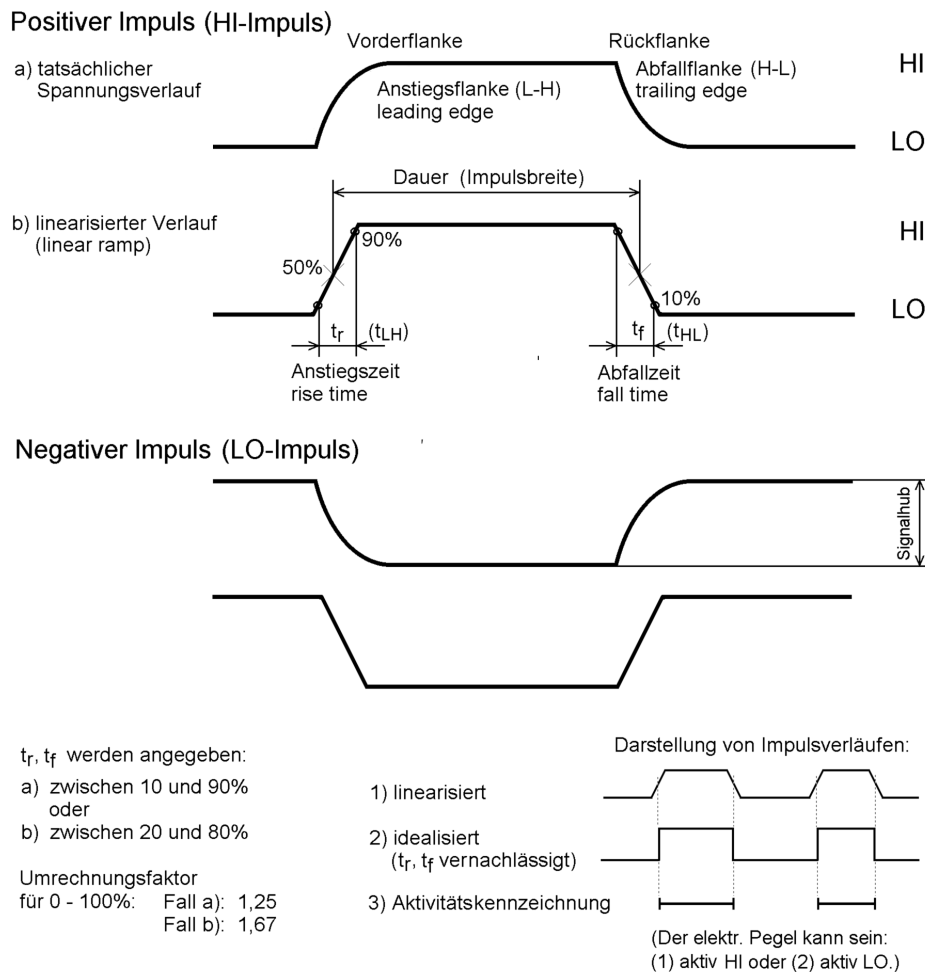 Positiver Impuls (HI-Impuls)
Vorderflanke
Rückflanke
a) tatsächlicher
Spannungsverlauf
Anstiegsflanke (L-H)
leading edge
Abfallflanke (H-L)
trailing edge
HI
LO
Dauer (Impulsbreite)
b) linearisierter Verlauf
(linear ramp)
HI
90%
50%
10%
LO
tr (tLH)
tf (tHL)
Anstiegszeit
rise time
Abfallzeit
fall time
Negativer Impuls (LO-Impuls)
Signalhub
tr, tf werden angegeben:
a) zwischen 10 und 90%
oder
b) zwischen 20 und 80%
Umrechnungsfaktor
für 0 - 100%: Fall a): 1,25
Fall b): 1,67
Darstellung von Impulsverläufen:
1) linearisiert
2) idealisiert
(tr, tf vernachlässigt)
3) Aktivitätskennzeichnung
(Der elektr. Pegel kann sein:
(1) aktiv HI oder (2) aktiv LO.)